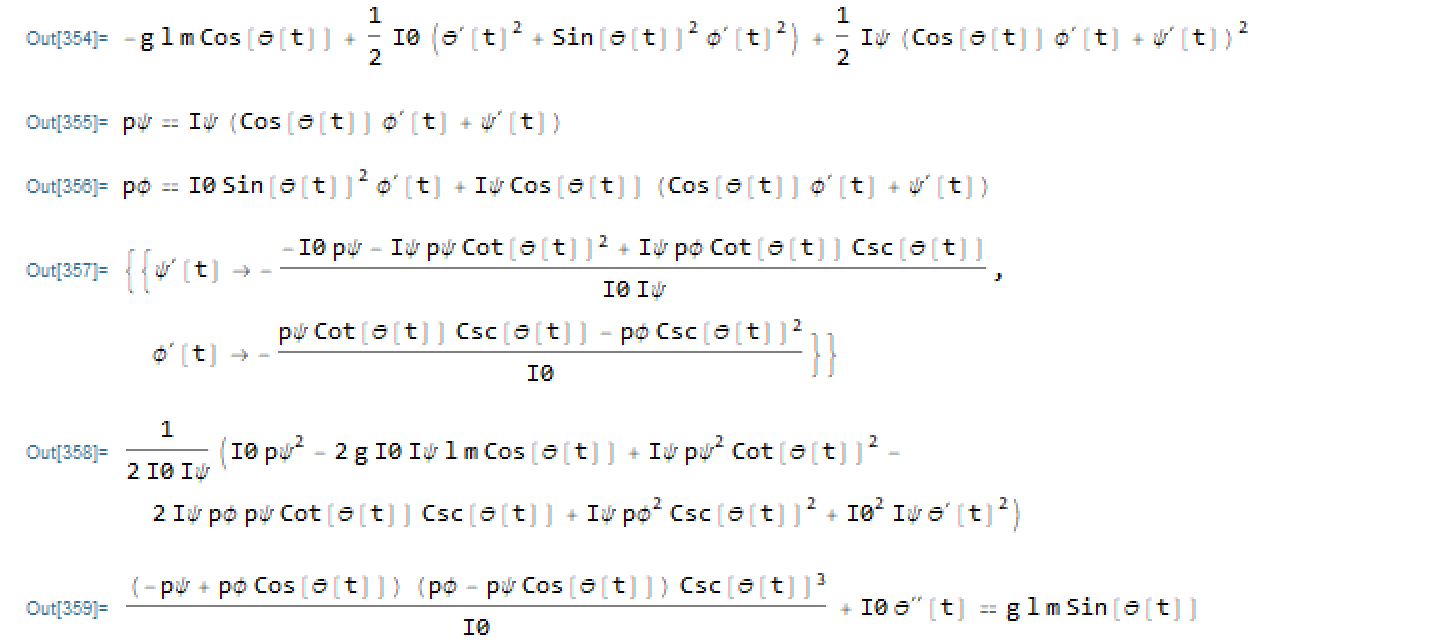 Out[354]= -g l m Cos[θ[t]] + 1/2 I0 (θ′[t]^2 + Sin[θ[t]]^2 ϕ′[t]^2) + 1/2 Iψ (Cos[θ[t]] ϕ′[t] + ψ′[t])^2
Out[355]= pψ == Iψ (Cos[θ[t]] ϕ′[t] + ψ′[t])
Out[356]= pϕ == I0 Sin[θ[t]]^2 ϕ′[t] + Iψ Cos[θ[t]] (Cos[θ[t]] ϕ′[t] + ψ′[t])
Out[357]= {{ψ′[t] → - (-I0 pψ - Iψ pψ Cot[θ[t]]^2 + Iψ pϕ Cot[θ[t]] Csc[θ[t]])/(I0 Iψ),
ϕ′[t] → - (pψ Cot[θ[t]] Csc[θ[t]] - pϕ Csc[θ[t]]^2)/I0}}
Out[358]= 1/(2 I0 Iψ) (I0 pψ^2 - 2 g I0 Iψ l m Cos[θ[t]] + Iψ pψ^2 Cot[θ[t]]^2 -
2 Iψ pϕ pψ Cot[θ[t]] Csc[θ[t]] + Iψ pϕ^2 Csc[θ[t]]^2 + I0^2 Iψ θ′[t]^2)
Out[359]= ((-pψ + pϕ Cos[θ[t]]) (pϕ - pψ Cos[θ[t]]) Csc[θ[t]]^3)/I0 + I0 θ′′[t] == g l m Sin[θ[t]]